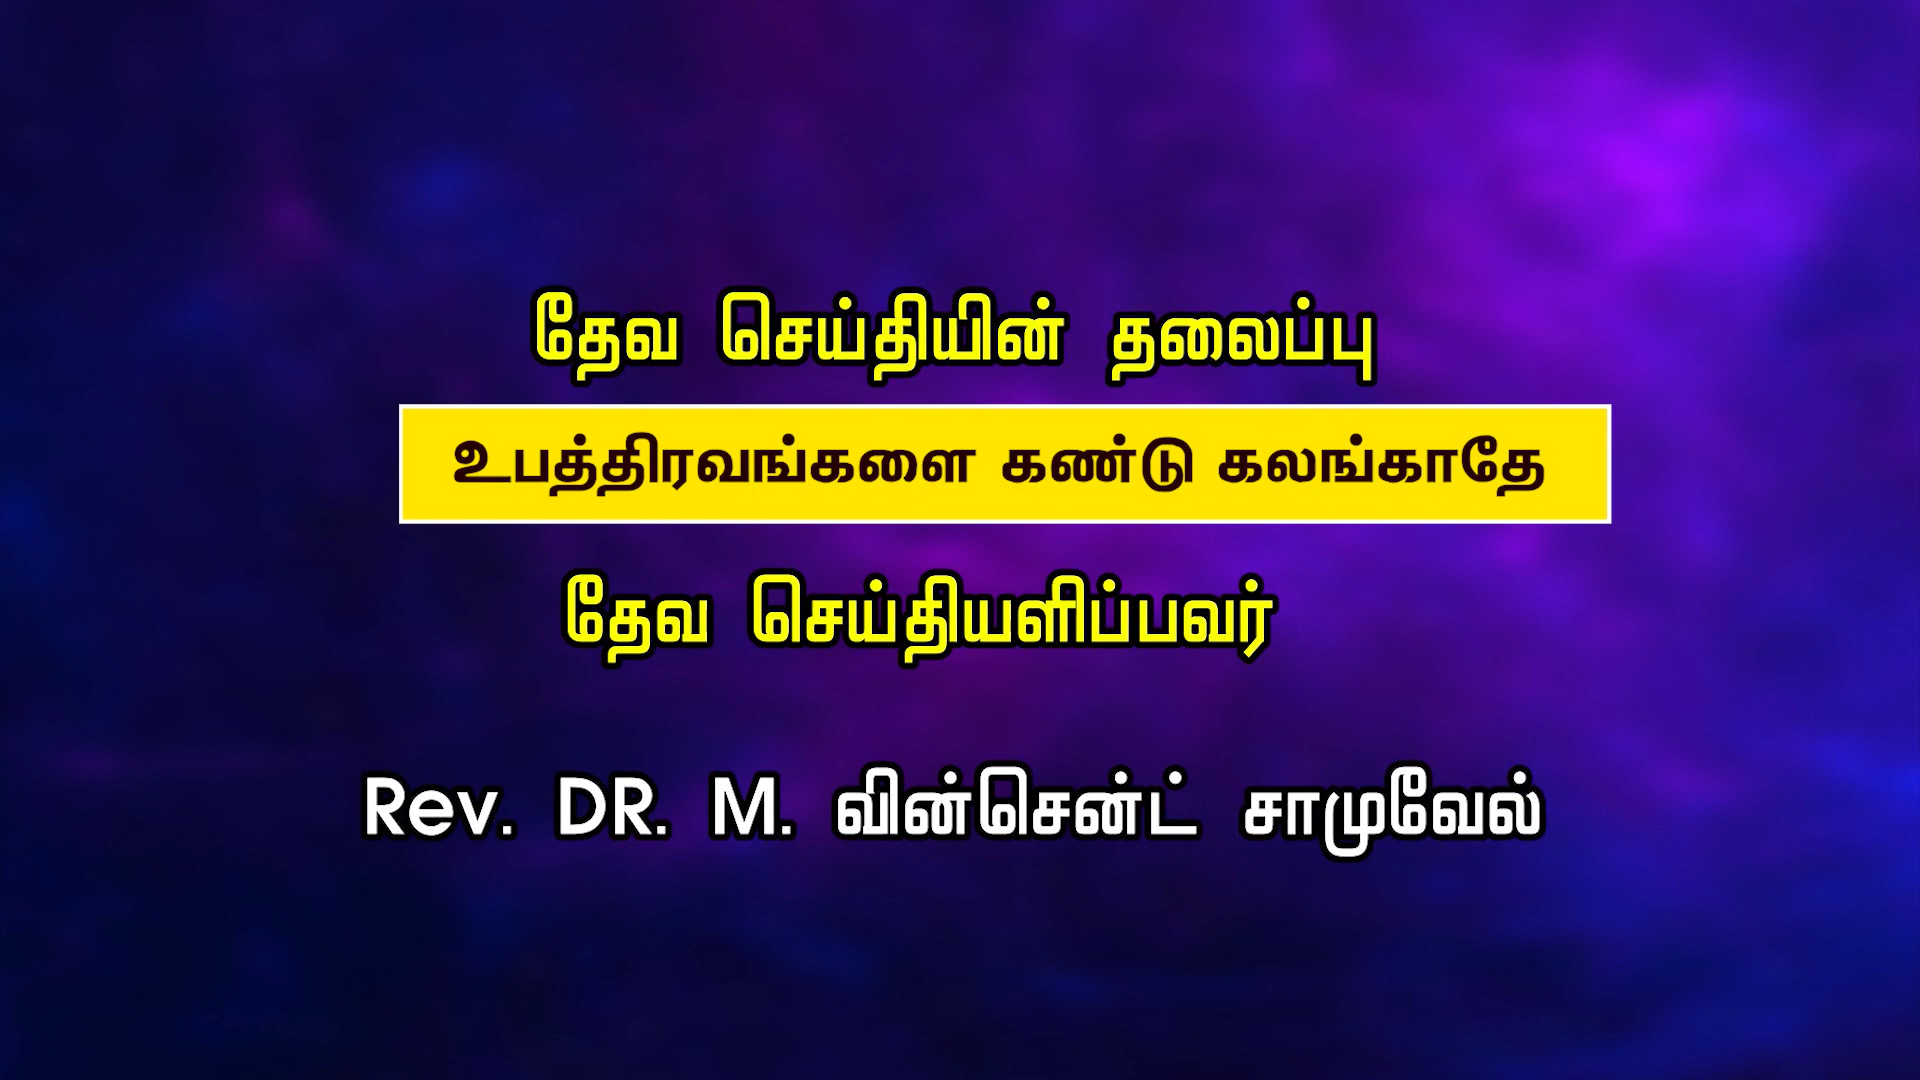 தேவ செய்தியின் தலைப்பு
உபத்திரவங்களை கண்டு கலங்காதே
தேவ செய்தியளிப்பவர்
Rev. DR. M. வின்சென்ட் சாமுவேல்